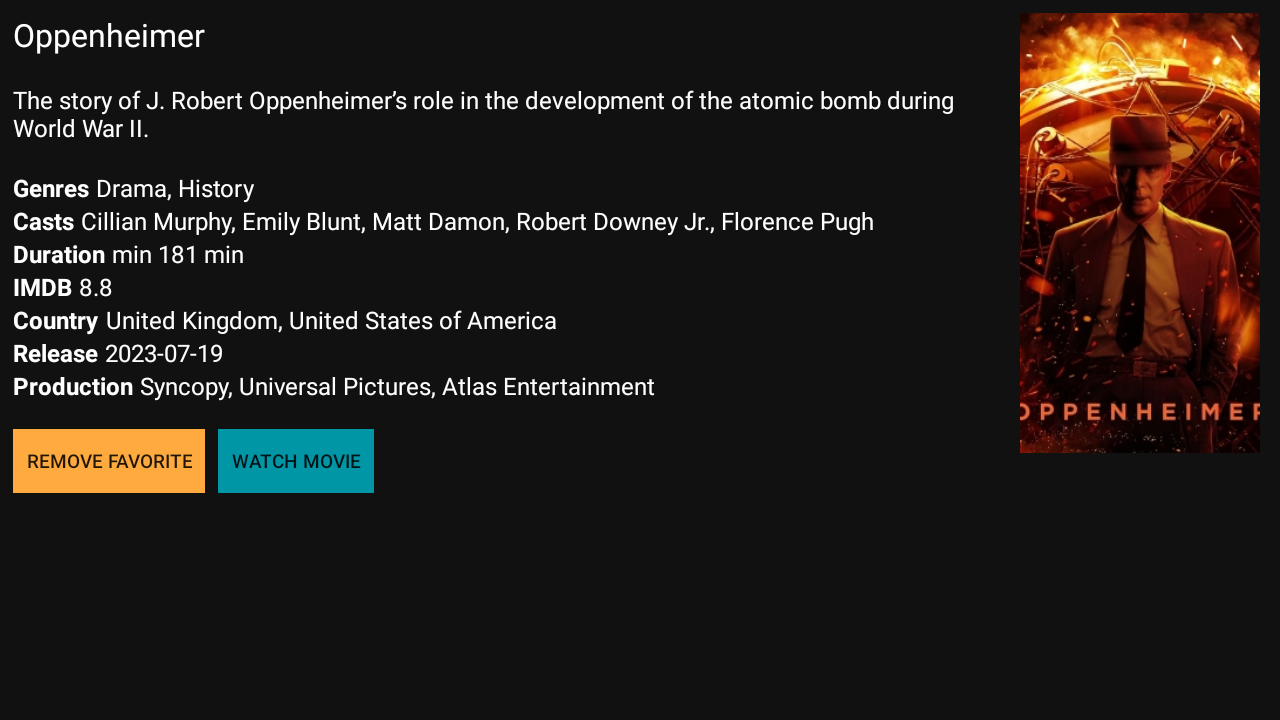 Oppenheimer
The story of J. Robert Oppenheimer’s role in the development of the atomic bomb during
World War II.
Genres Drama, History
Casts Cillian Murphy, Emily Blunt, Matt Damon, Robert Downey Jr., Florence Pugh
Duration min 181 min
IMDB 8.8
Country United Kingdom, United States of America
Release 2023-07-19
Production Syncopy, Universal Pictures, Atlas Entertainment
REMOVE FAVORITE WATCH MOVIE
OPPENHEIMER